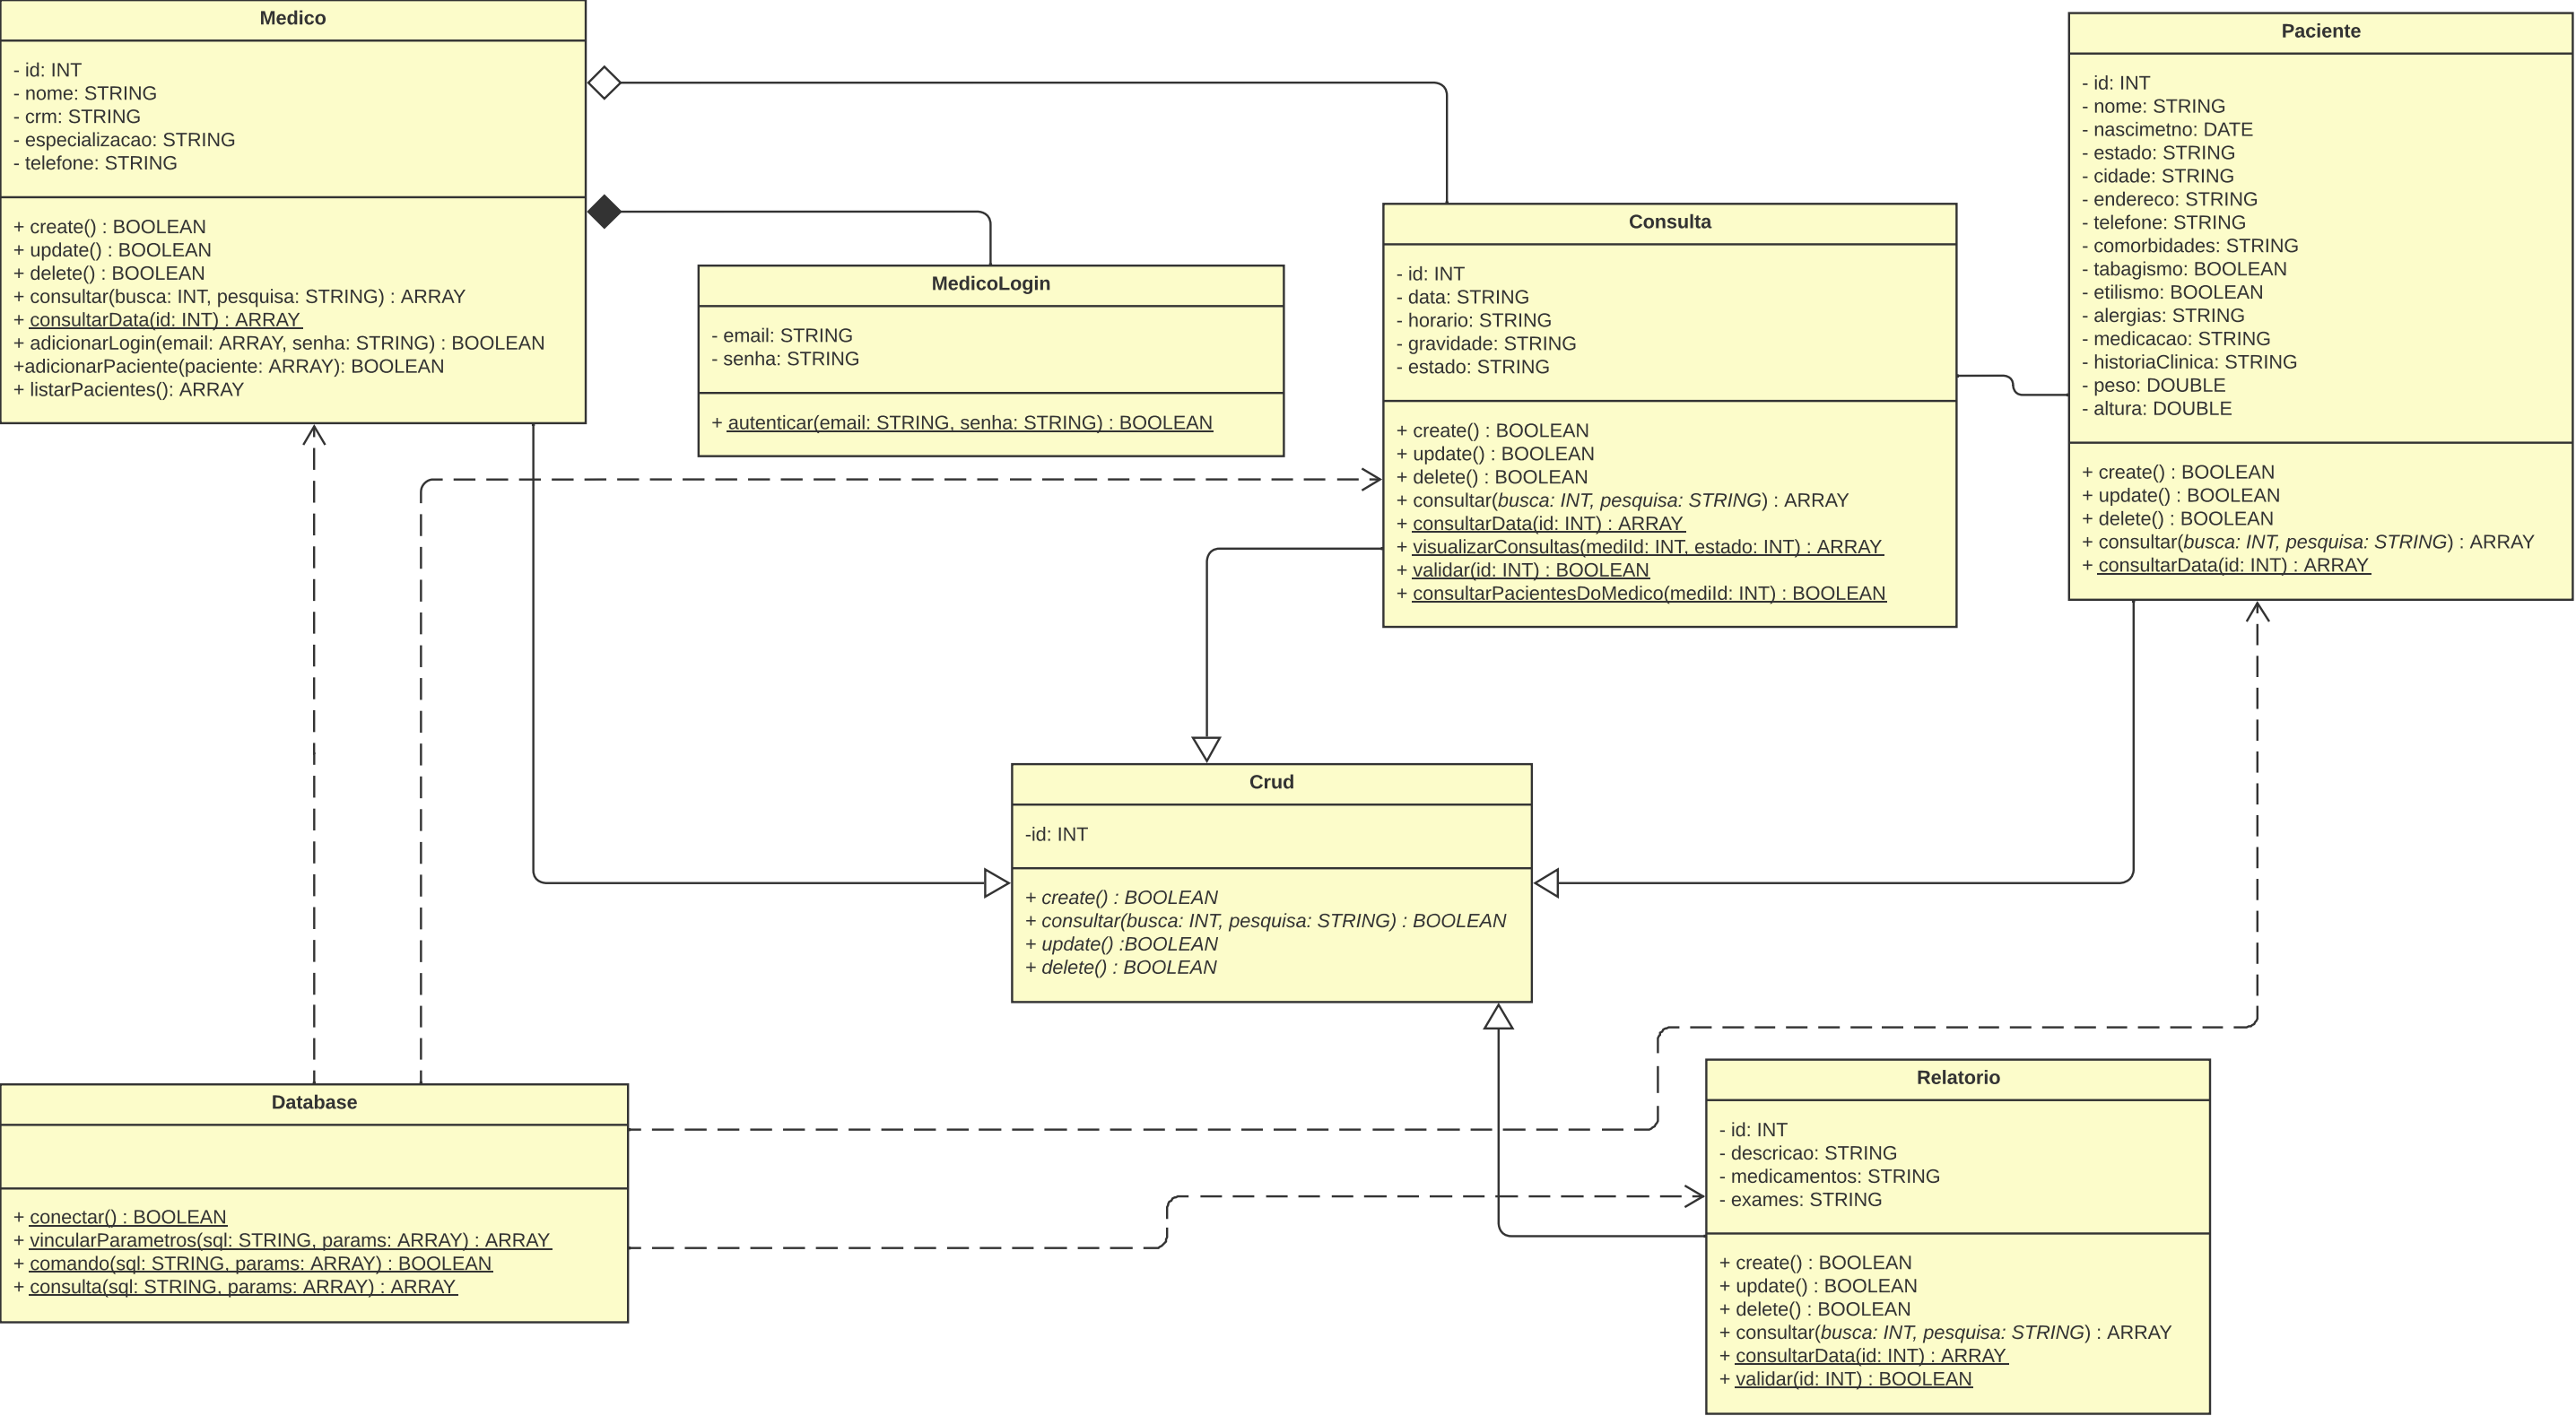 Medico
- id: INT
- nome: STRING
- crm: STRING
- especializacao: STRING
- telefone: STRING
+ create() : BOOLEAN
+ update() : BOOLEAN
+ delete() : BOOLEAN
+ consultar(busca: INT, pesquisa: STRING) : ARRAY
+ consultarData(id: INT) : ARRAY
+ adicionarLogin(email: ARRAY, senha: STRING) : BOOLEAN
+adicionarPaciente(paciente: ARRAY): BOOLEAN
+ listarPacientes(): ARRAY
MedicoLogin
- email: STRING
- senha: STRING
+ autenticar(email: STRING, senha: STRING) : BOOLEAN
Consulta
- id: INT
- data: STRING
- horario: STRING
- gravidade: STRING
- estado: STRING
+ create() : BOOLEAN
+ update() : BOOLEAN
+ delete() : BOOLEAN
+ consultar(busca: INT, pesquisa: STRING) : ARRAY
+ consultarData(id: INT) : ARRAY
+ visualizarConsultas(mediId: INT, estado: INT) : ARRAY
+ validar(id: INT) : BOOLEAN
+ consultarPacientesDoMedico(mediId: INT) : BOOLEAN
Paciente
- id: INT
- nome: STRING
- nascimetno: DATE
- estado: STRING
- cidade: STRING
- endereco: STRING
- telefone: STRING
- comorbidades: STRING
- tabagismo: BOOLEAN
- etilismo: BOOLEAN
- alergias: STRING
- medicacao: STRING
- historiaClinica: STRING
- peso: DOUBLE
- altura: DOUBLE
+ create() : BOOLEAN
+ update() : BOOLEAN
+ delete() : BOOLEAN
+ consultar(busca: INT, pesquisa: STRING) : ARRAY
+ consultarData(id: INT) : ARRAY
Crud
-id: INT
+ create() : BOOLEAN
+ consultar(busca: INT, pesquisa: STRING) : BOOLEAN
+ update() :BOOLEAN
+ delete() : BOOLEAN
Database
+ conectar() : BOOLEAN
+ vincularParametros(sql: STRING, params: ARRAY) : ARRAY
+ comando(sql: STRING, params: ARRAY) : BOOLEAN
+ consulta(sql: STRING, params: ARRAY) : ARRAY
Relatorio
- id: INT
- descricao: STRING
- medicamentos: STRING
- exames: STRING
+ create() : BOOLEAN
+ update() : BOOLEAN
+ delete() : BOOLEAN
+ consultar(busca: INT, pesquisa: STRING) : ARRAY
+ consultarData(id: INT) : ARRAY
+ validar(id: INT) : BOOLEAN